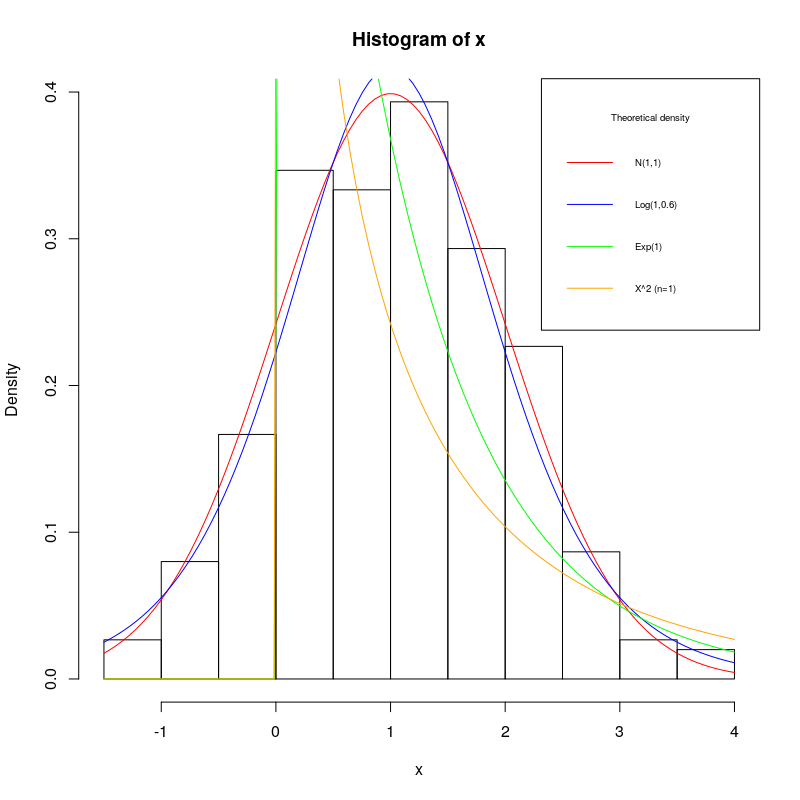 Histogram of x
Theoretical density
N(1,1)
Log(1,0.6)
Exp(1)
X^2 (n=1)
Density
0.4
0.3
0.2
0.1
0.0
-1 0 1 2 3 4
x